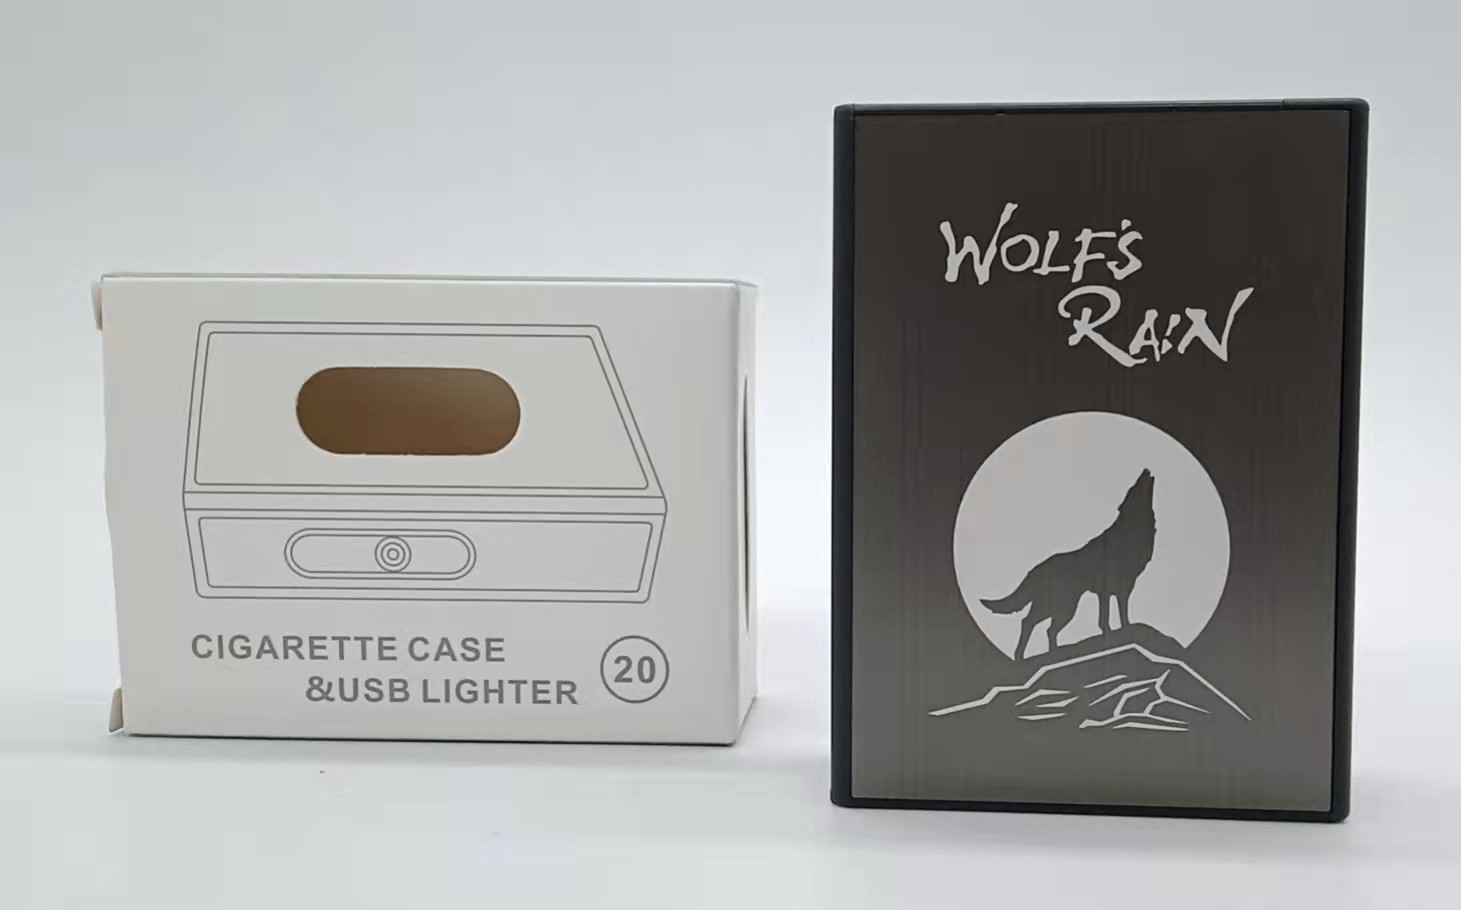 CIGARETTE CASE
&USB LIGHTER
20
WOLF'S
RAIN